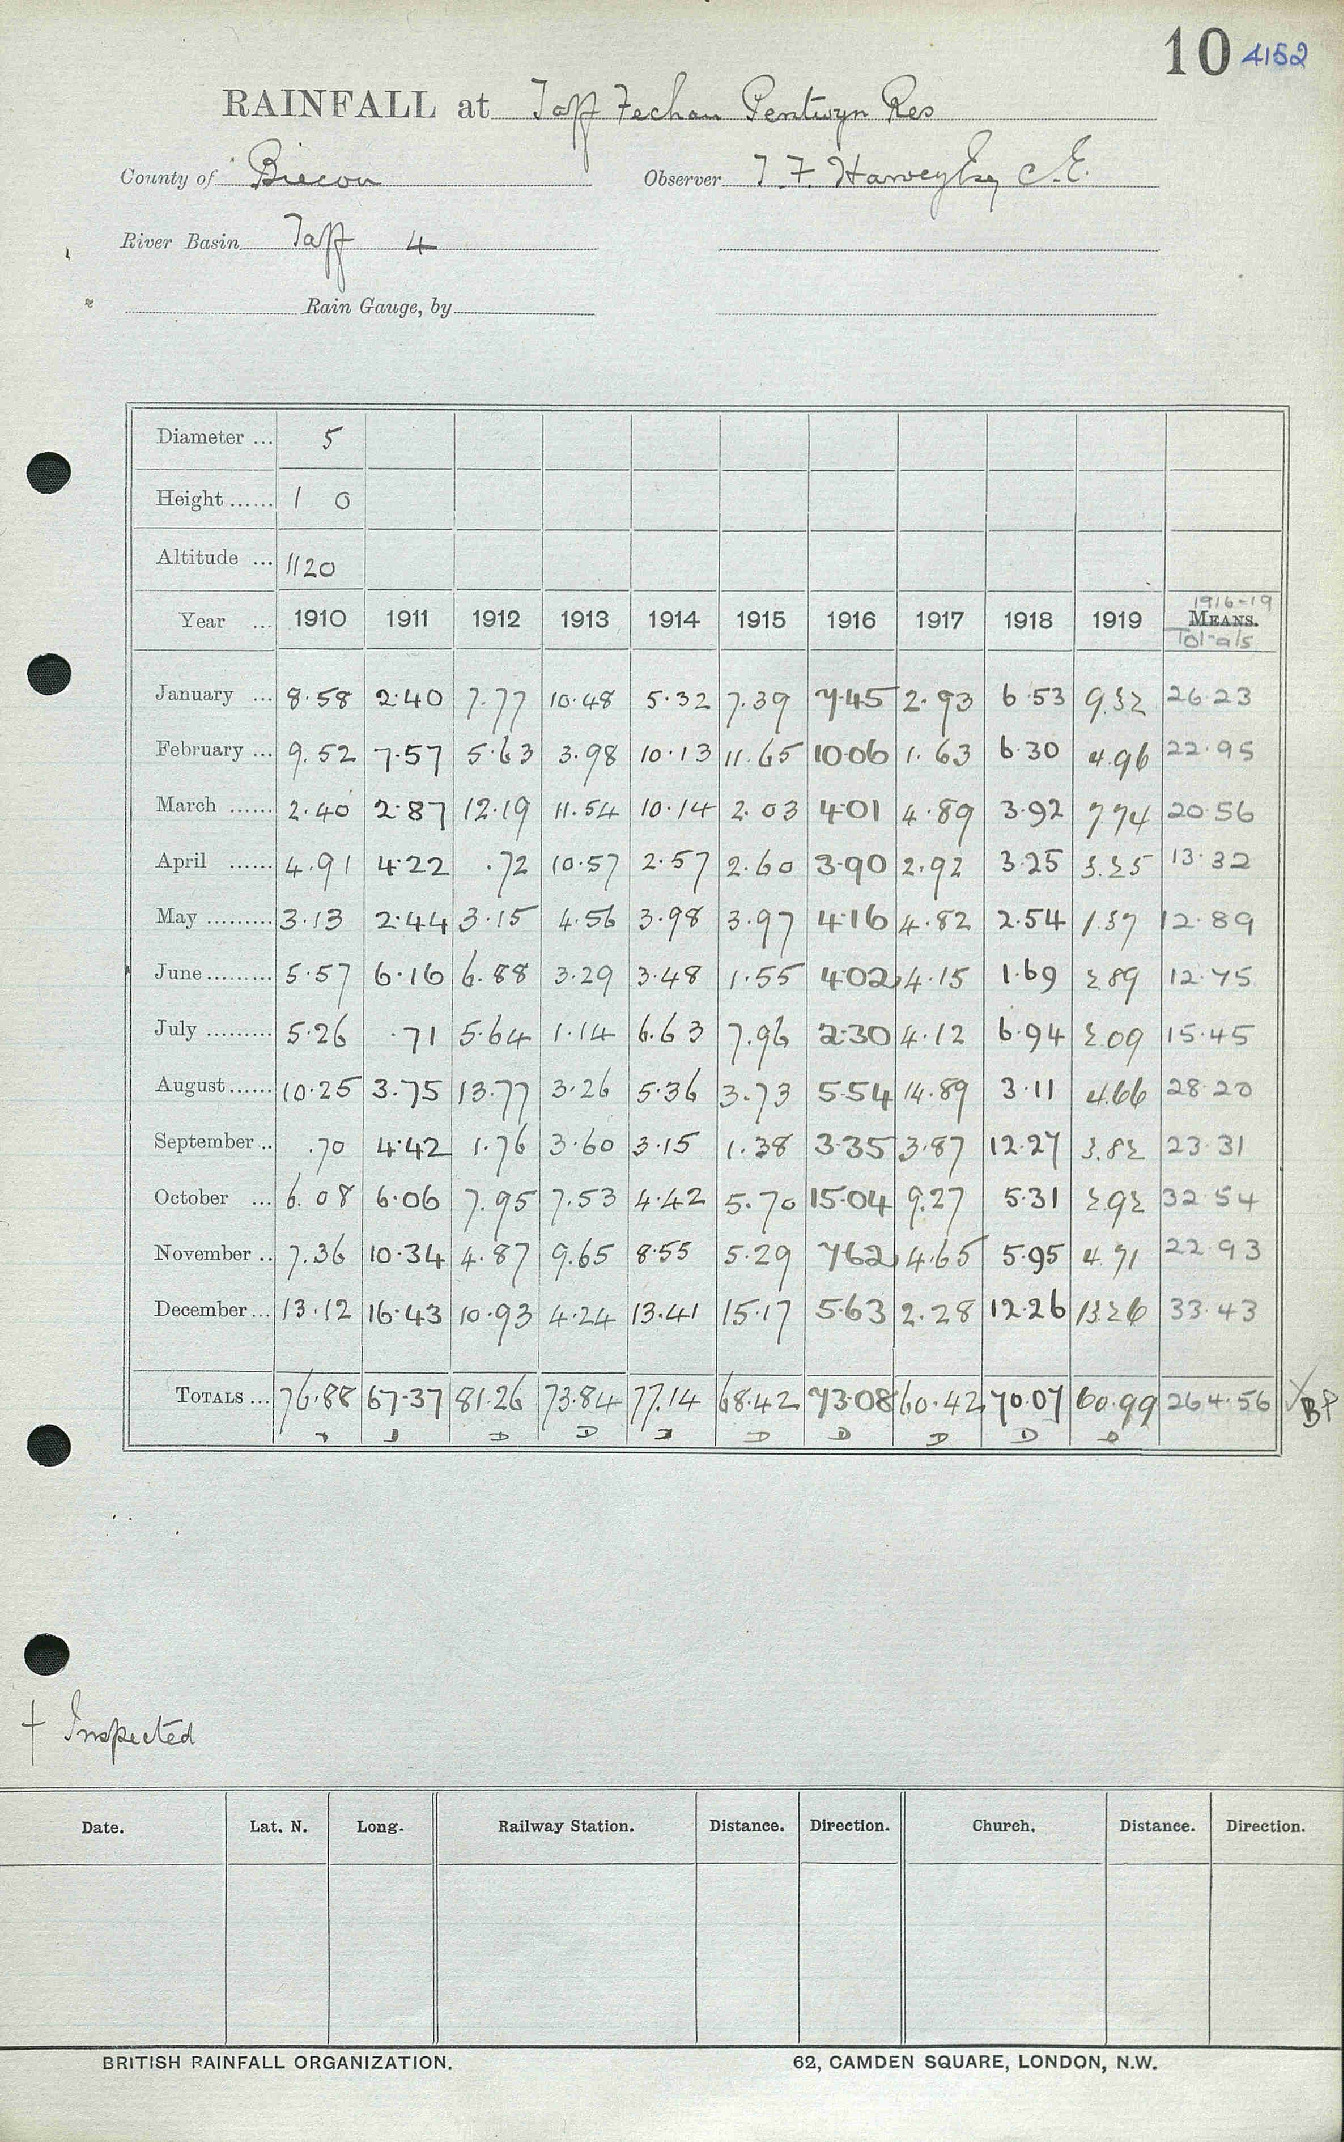 10 4152
RAINFALL at Taff Fechan Pentwyn Res
County of Brecon Observer T. F. Harvey Esq C.E.
River Basin Taff 4
Rain Gauge, by
Diameter ... 5
Height ...... 1 0
Altitude ... 1120
1916-19
Year ... 1910 1911 1912 1913 1914 1915 1916 1917 1918 1919 MEANS.
Totals
January ... 8.58 2.40 7.77 10.48 5.32 7.39 7.45 2.93 6.53 9.32 26.23
February ... 9.52 7.57 5.63 3.98 10.13 11.65 10.06 1.63 6.30 4.96 22.95
March ...... 2.40 2.87 12.19 11.54 10.14 2.03 4.01 4.89 3.92 7.74 20.56
April ...... 4.91 4.22 .72 10.57 2.57 2.60 3.90 2.92 3.25 3.25 13.32
May ......... 3.13 2.44 3.15 4.56 3.98 3.97 4.16 4.82 2.54 1.37 12.89
June ......... 5.57 6.16 6.88 3.29 3.48 1.55 4.02 4.15 1.69 2.89 12.75
July ......... 5.26 .71 5.64 1.14 6.63 7.96 2.30 4.12 6.94 2.09 15.45
August ...... 10.25 3.75 13.77 3.26 5.36 3.73 5.54 14.89 3.11 4.66 28.20
September .. .70 4.42 1.76 3.60 3.15 1.38 3.35 3.87 12.27 3.82 23.31
October ... 6.08 6.06 7.95 7.53 4.42 5.70 15.04 9.27 5.31 2.92 32.54
November .. 7.36 10.34 4.87 9.65 8.55 5.29 7.62 4.65 5.95 4.71 22.93
December ... 13.12 16.43 10.93 4.24 13.41 15.17 5.63 2.28 12.26 13.26 33.43
TOTALS ... 76.88 67.37 81.26 73.84 77.14 68.42 73.08 60.42 70.07 60.99 264.56
D D D D D D D
† Inspected
Date. Lat. N. Long. Railway Station. Distance. Direction. Church. Distance. Direction.
BRITISH RAINFALL ORGANIZATION. 62, CAMDEN SQUARE, LONDON, N.W.